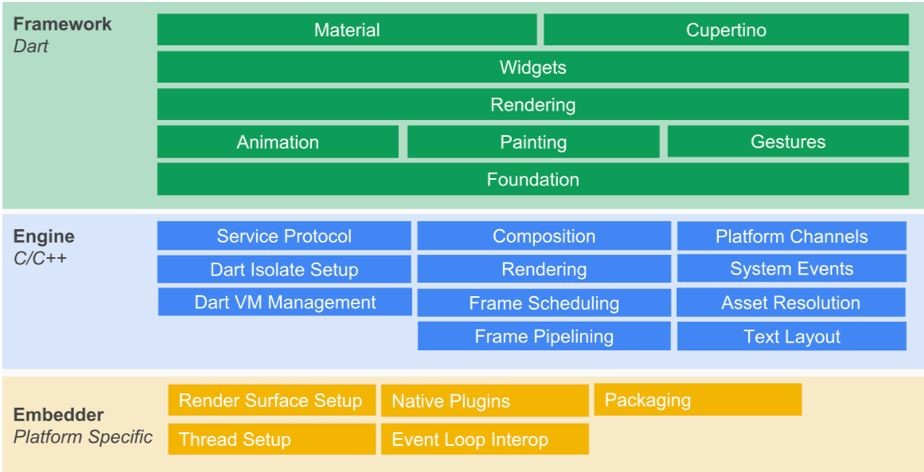 Framework
Dart
Material
Cupertino
Widgets
Rendering
Animation
Painting
Gestures
Foundation
Engine
C/C++
Service Protocol
Composition
Platform Channels
Dart Isolate Setup
Rendering
System Events
Dart VM Management
Frame Scheduling
Asset Resolution
Frame Pipelining
Text Layout
Embedder
Platform Specific
Render Surface Setup
Native Plugins
Packaging
Thread Setup
Event Loop Interop